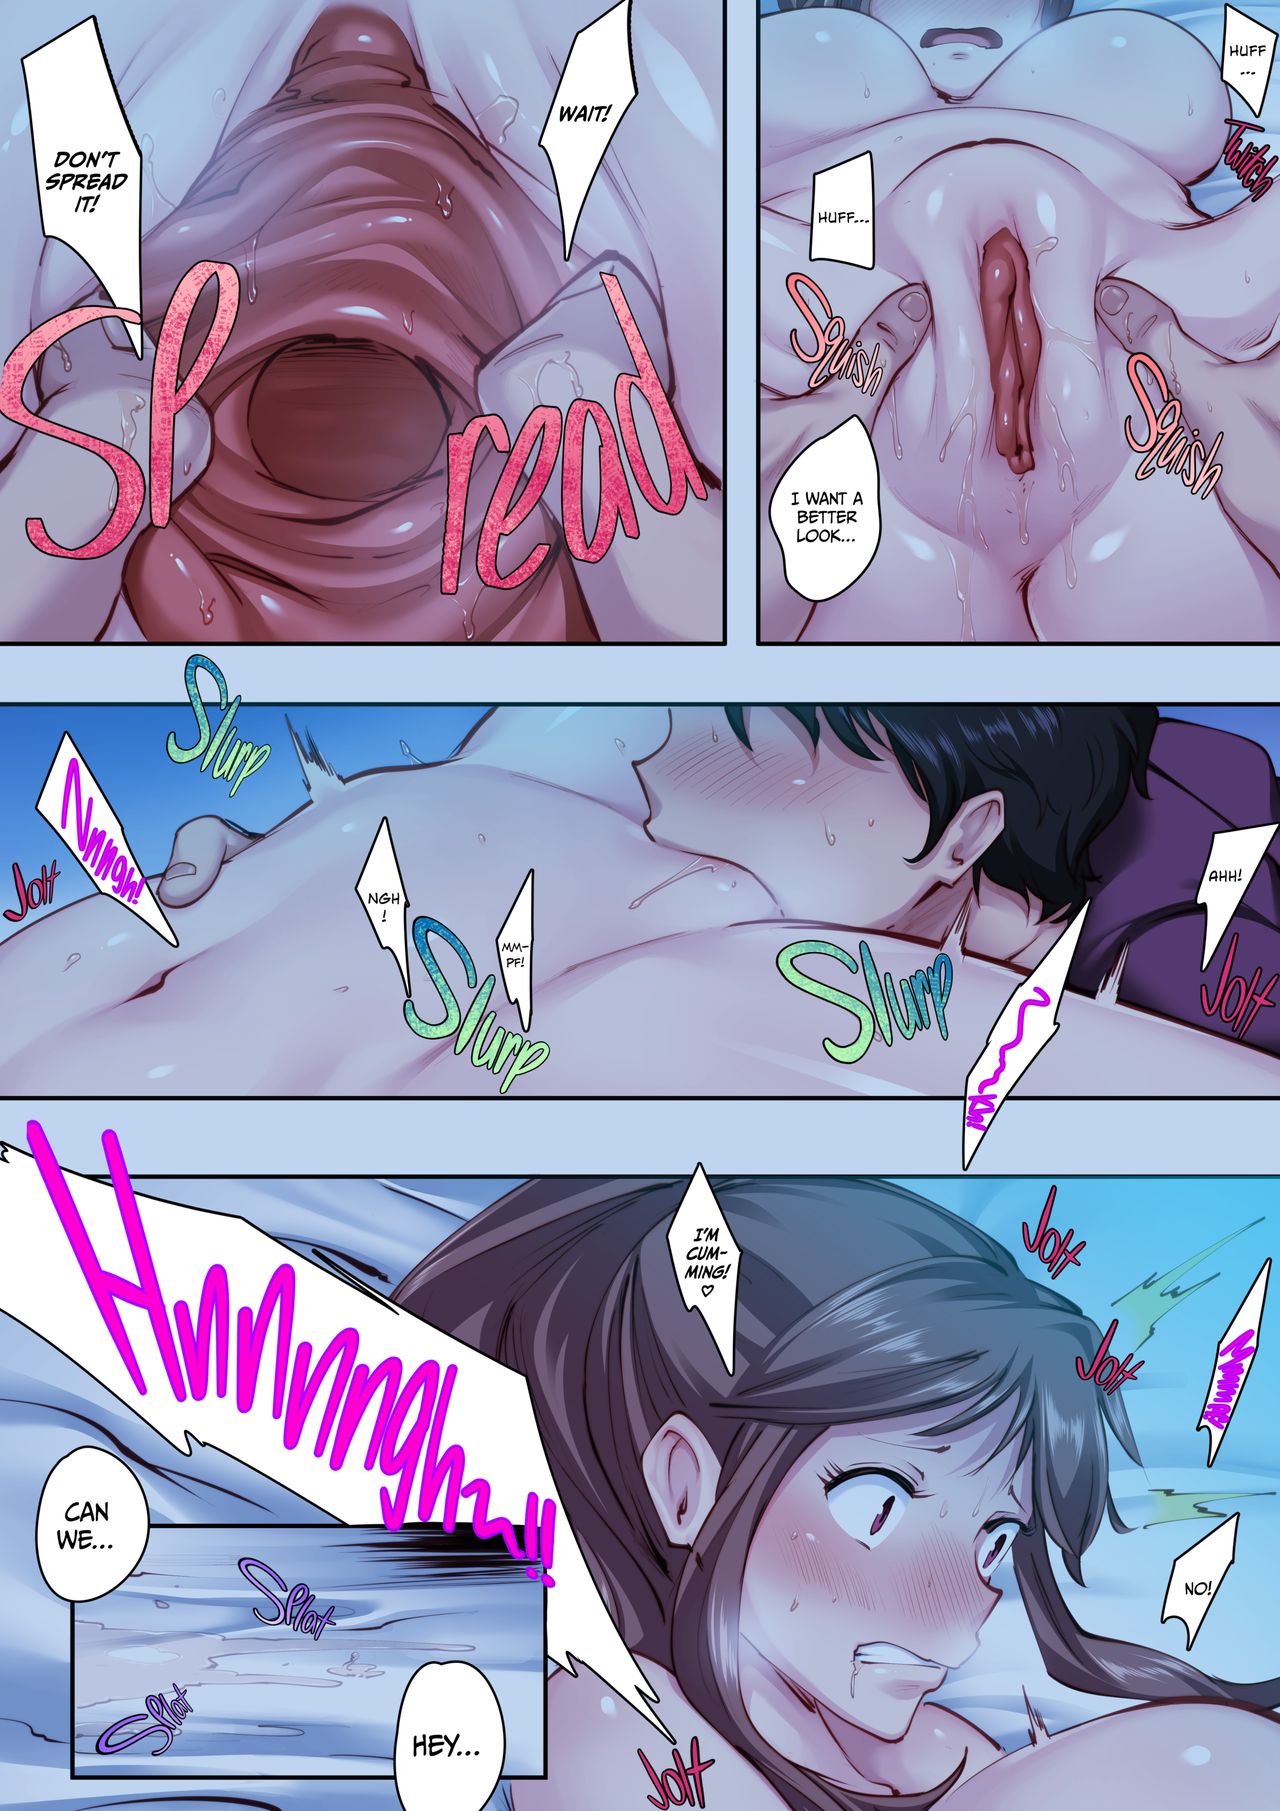 HUFF
...
TWITCH
HUFF...
SQUISH
SQUISH
I WANT A
BETTER
LOOK...
WAIT!
DON'T
SPREAD
IT!
SPREAD
AHH!
JOLT
SLURP
MM-
PF!
SLURP
NGH
!
SLURP
Nnnngh!
JOLT
I'M
CUM-
MING!
♡
JOLT
JOLT
NO!
Hnnnngh~!!
CAN
WE...
SPLAT
SPLAT
HEY...
JOLT